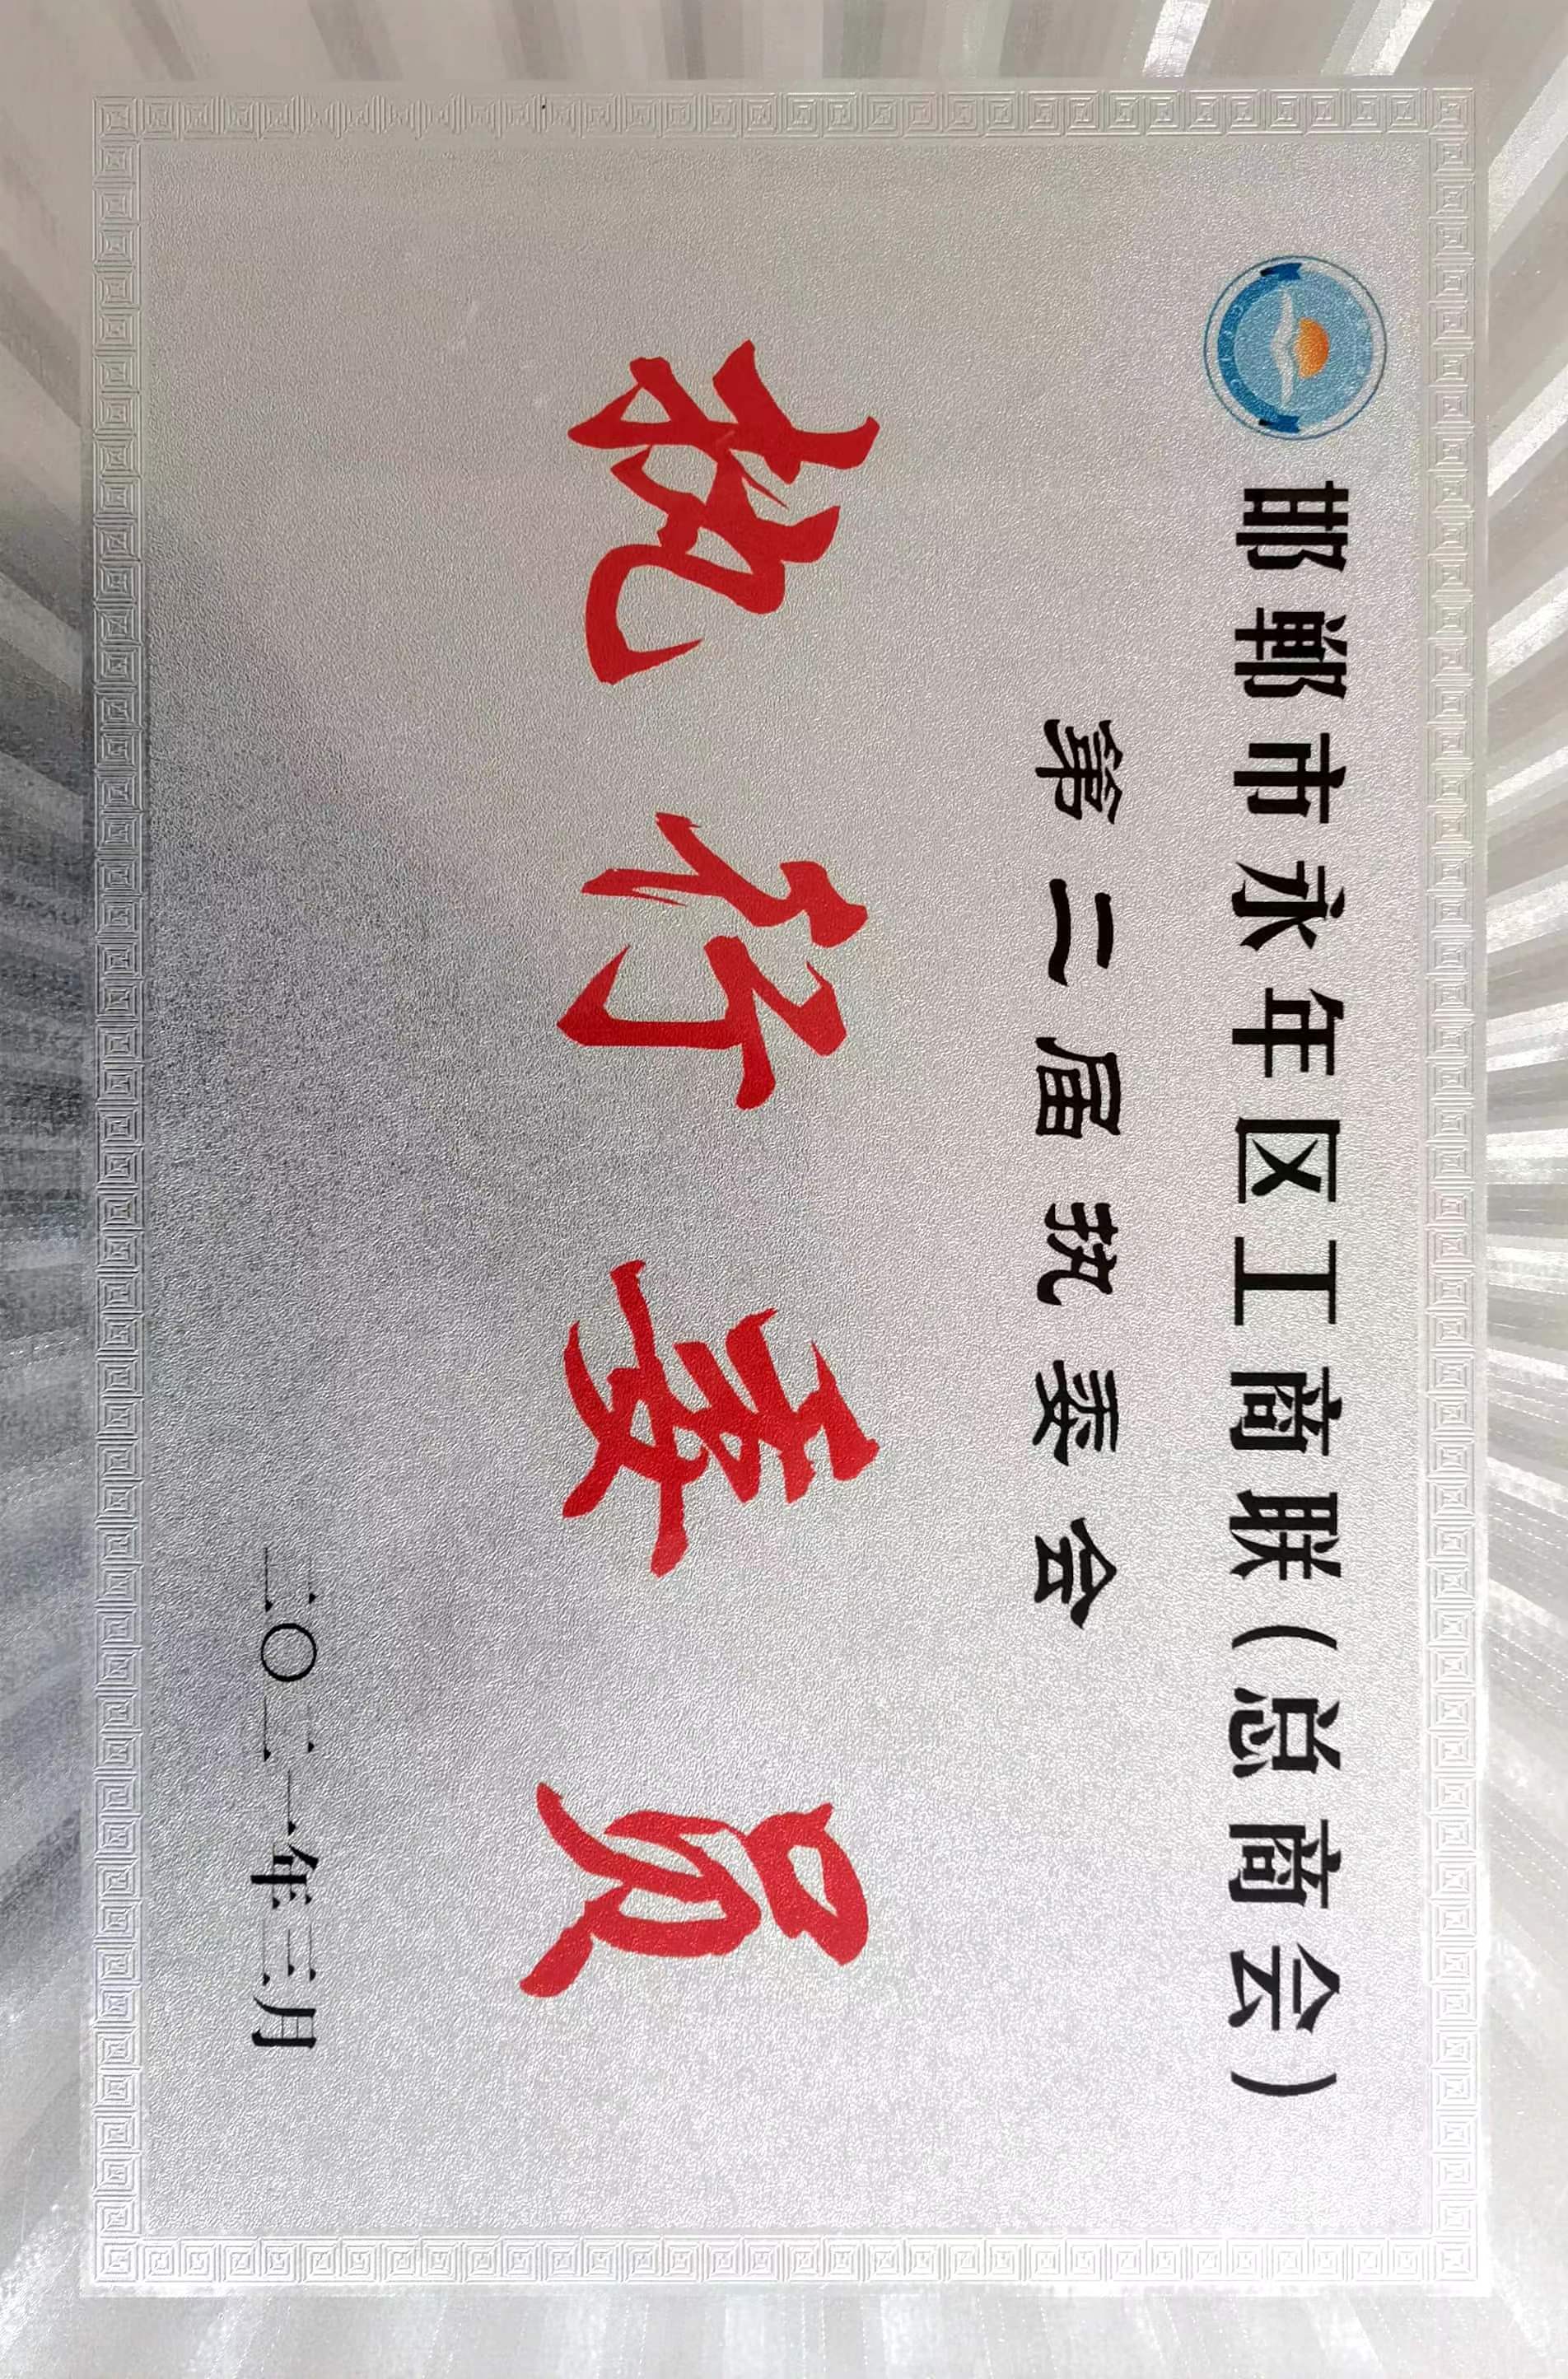 邯郸市永年区工商联(总商会)
第二届执委会
执行委员
二〇二一年三月